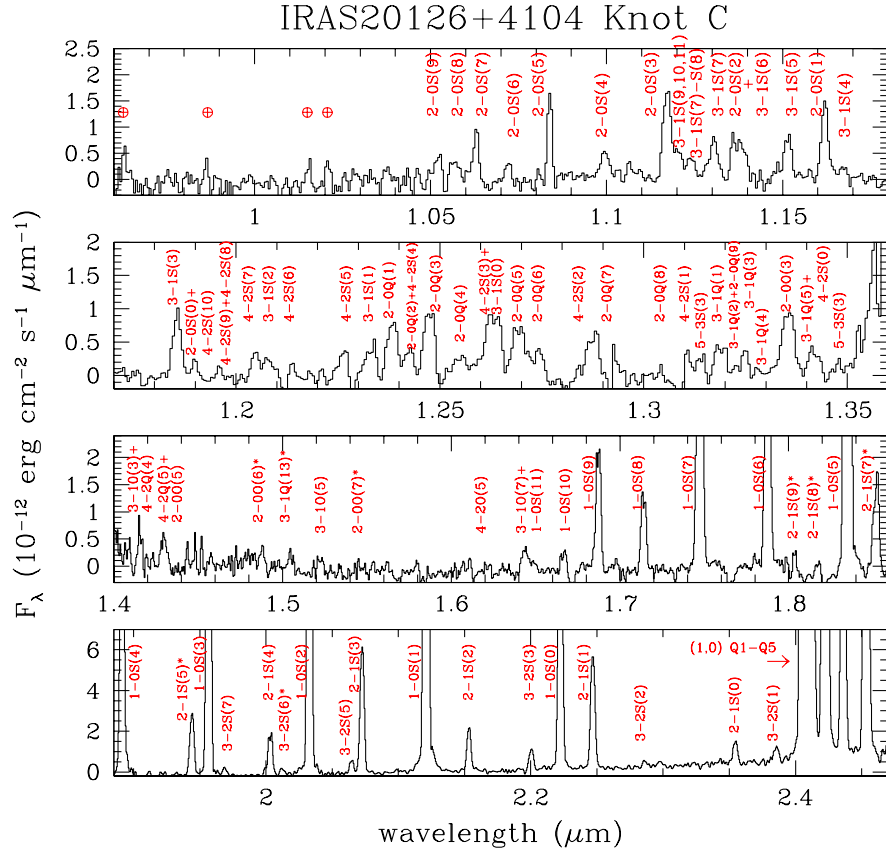 IRAS20126+4104 Knot C
F_λ (10^−12 erg cm^−2 s^−1 μm^−1)
2.5
2
1.5
1
0.5
0
⊕ ⊕ ⊕ ⊕
2−0S(9)
2−0S(8)
2−0S(7)
2−0S(6)
2−0S(5)
2−0S(4)
2−0S(3)
3−1S(9,10,11)
3−1S(7)−S(8)
3−1S(7)
2−0S(2)
+
3−1S(6)
3−1S(5)
2−0S(1)
3−1S(4)
1 1.05 1.1 1.15
2
1.5
1
0.5
0
3−1S(3)
2−0S(0)+
4−2S(10)
4−2S(9)+4−2S(8)
4−2S(7)
3−1S(2)
4−2S(6)
4−2S(5)
3−1S(1)
2−0Q(1)
2−0Q(2)+4−2S(4)
2−0Q(3)
2−0Q(4)
4−2S(3)+
3−1S(0)
2−0Q(5)
2−0Q(6)
4−2S(2)
2−0Q(7)
2−0Q(8)
4−2S(1)
5−3S(3)
3−1Q(1)
3−1Q(2)+2−0Q(9)
3−1Q(3)
3−1Q(4)
2−0O(3)
3−1Q(5)+
4−2S(0)
5−3S(3)
1.2 1.25 1.3 1.35
2
1.5
1
0.5
0
3−1O(3)+
4−2Q(4)
4−2Q(5)+
2−0O(5)
2−0O(6)*
3−1Q(13)*
3−1O(5)
2−0O(7)*
4−2O(5)
3−1O(7)+
1−0S(11)
1−0S(10)
1−0S(9)
1−0S(8)
1−0S(7)
1−0S(6)
2−1S(9)*
2−1S(8)*
1−0S(5)
2−1S(7)*
1.4 1.5 1.6 1.7 1.8
6
4
2
0
1−0S(4)
2−1S(5)*
1−0S(3)
3−2S(7)
2−1S(4)
3−2S(6)*
1−0S(2)
3−2S(5)
2−1S(3)
1−0S(1)
2−1S(2)
3−2S(3)
1−0S(0)
2−1S(1)
3−2S(2)
(1,0) Q1−Q5
→
2−1S(0)
3−2S(1)
2 2.2 2.4
wavelength (μm)